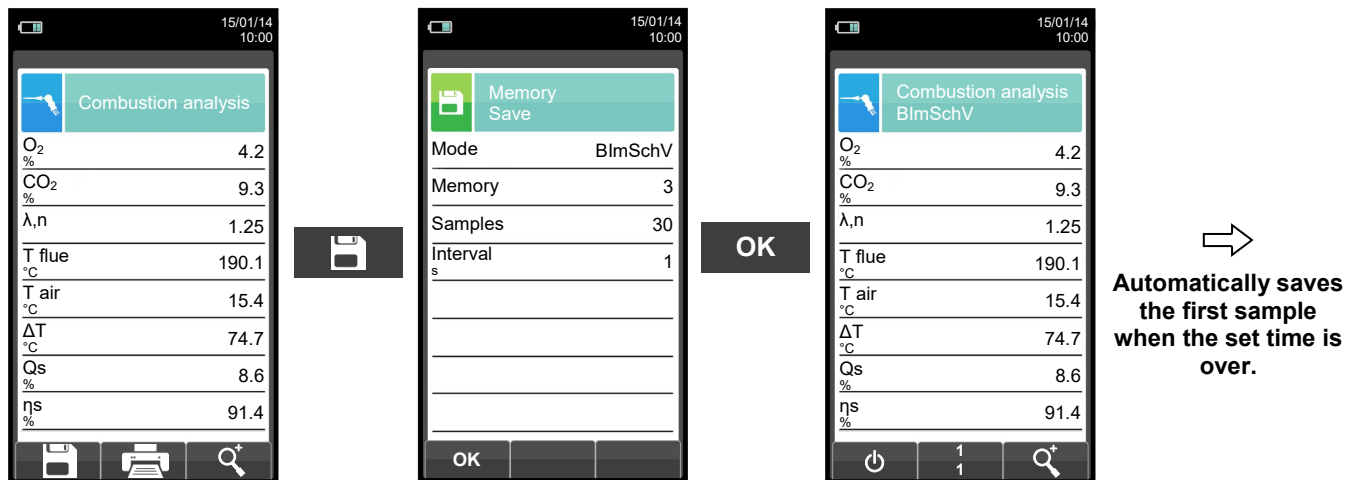 15/01/14
10:00
Combustion analysis
O₂
%
4.2
CO₂
%
9.3
λ,n
1.25
T flue
°C
190.1
T air
°C
15.4
ΔT
°C
74.7
Qs
%
8.6
ηs
%
91.4
15/01/14
10:00
Memory
Save
Mode BImSchV
Memory 3
Samples 30
Interval
s
1
OK
OK
15/01/14
10:00
Combustion analysis
BImSchV
O₂
%
4.2
CO₂
%
9.3
λ,n
1.25
T flue
°C
190.1
T air
°C
15.4
ΔT
°C
74.7
Qs
%
8.6
ηs
%
91.4
1
1
Automatically saves
the first sample
when the set time is
over.